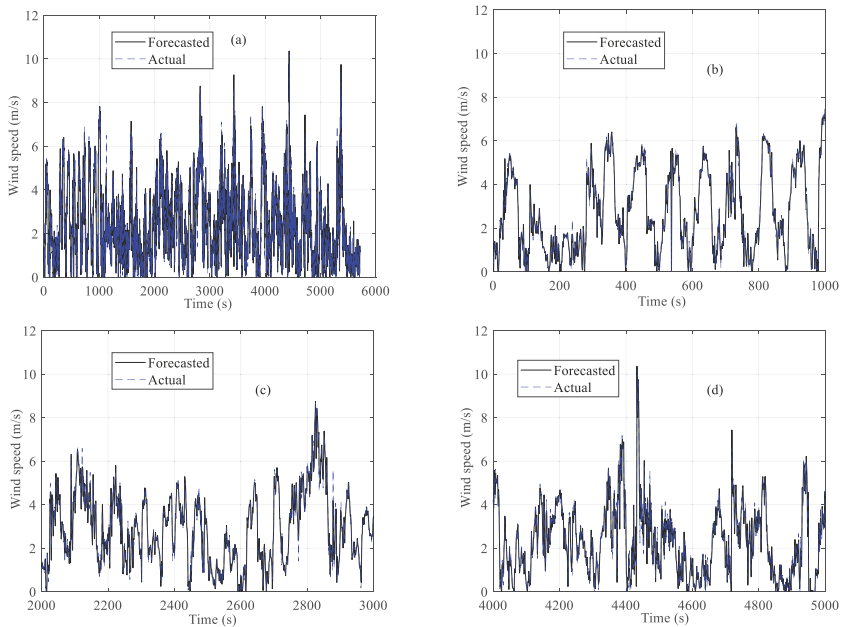 12
10
8
6
4
2
0
Wind speed (m/s)
Forecasted
Actual
(a)
0 1000 2000 3000 4000 5000 6000
Time (s)
12
10
8
6
4
2
0
Wind speed (m/s)
Forecasted
Actual
(b)
0 200 400 600 800 1000
Time (s)
12
10
8
6
4
2
0
Wind speed (m/s)
Forecasted
Actual
(c)
2000 2200 2400 2600 2800 3000
Time (s)
12
10
8
6
4
2
0
Wind speed (m/s)
Forecasted
Actual
(d)
4000 4200 4400 4600 4800 5000
Time (s)